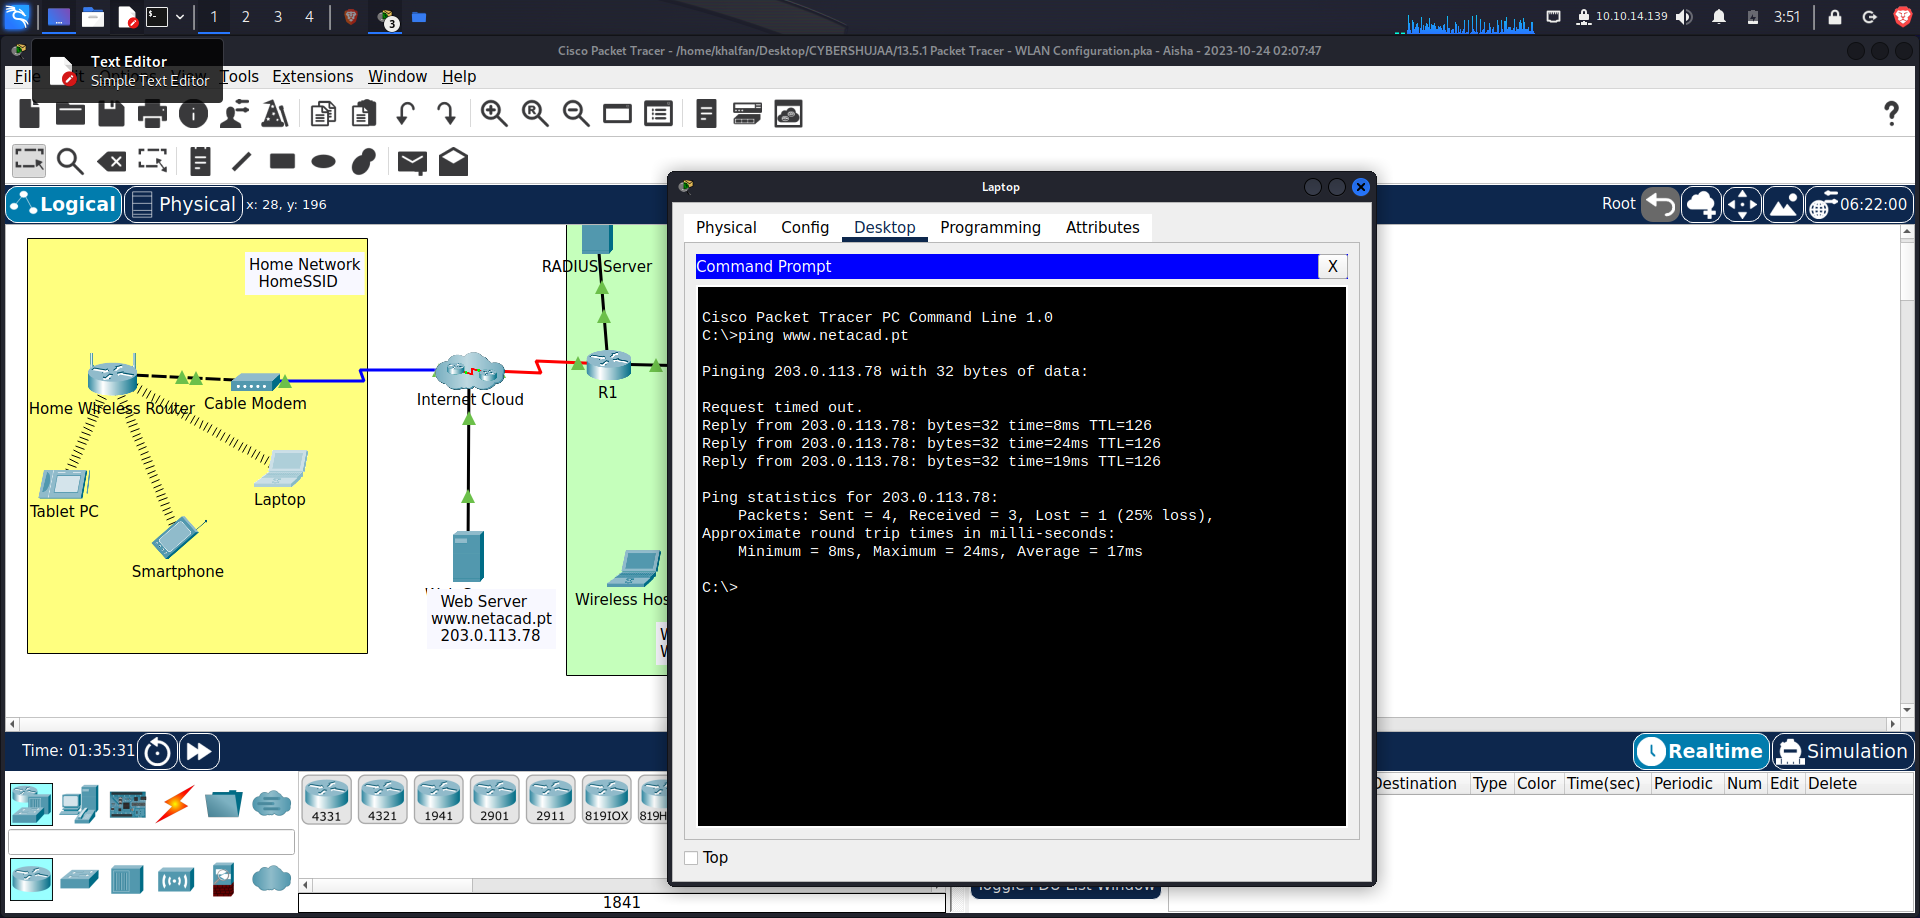 1 2 3 4
3
10.10.14.139
3:51
Cisco Packet Tracer - /home/khalfan/Desktop/CYBERSHUJAA/13.5.1 Packet Tracer - WLAN Configuration.pka - Aisha - 2023-10-24 02:07:47
Text Editor
Simple Text Editor
File Tools Extensions Window Help
Logical Physical x: 28, y: 196
Root 06:22:00
Home Network
HomeSSID
Home Wireless Router
Cable Modem
Tablet PC
Laptop
Smartphone
Internet Cloud
RADIUS Server
R1
Web Server
www.netacad.pt
203.0.113.78
Laptop
Physical Config Desktop Programming Attributes
Command Prompt X
Cisco Packet Tracer PC Command Line 1.0
C:\>ping www.netacad.pt
Pinging 203.0.113.78 with 32 bytes of data:
Request timed out.
Reply from 203.0.113.78: bytes=32 time=8ms TTL=126
Reply from 203.0.113.78: bytes=32 time=24ms TTL=126
Reply from 203.0.113.78: bytes=32 time=19ms TTL=126
Ping statistics for 203.0.113.78:
Packets: Sent = 4, Received = 3, Lost = 1 (25% loss),
Approximate round trip times in milli-seconds:
Minimum = 8ms, Maximum = 24ms, Average = 17ms
C:\>
Top
Wireless Hos
Time: 01:35:31
Realtime Simulation
4331 4321 1941 2901 2911 819IOX 819H
Destination Type Color Time(sec) Periodic Num Edit Delete
1841
Toggle PDU List Window